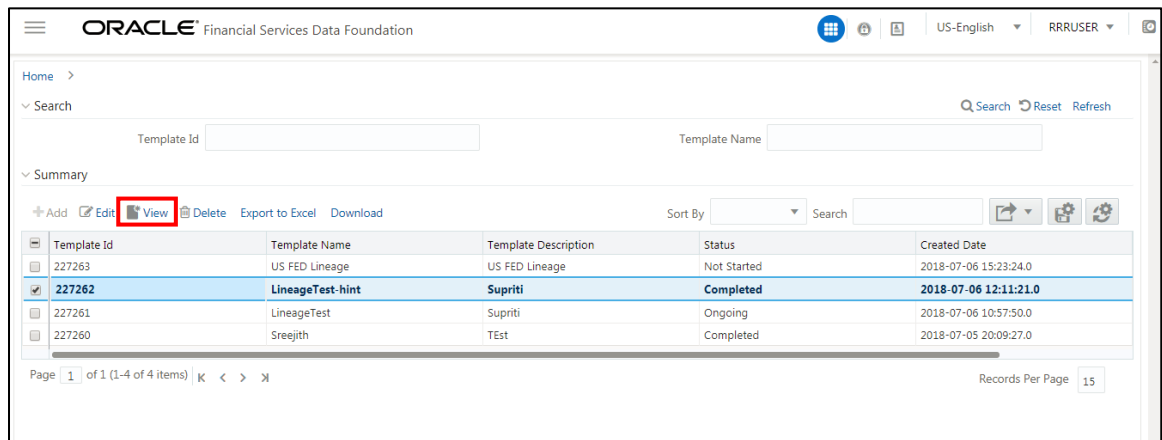 ORACLE® Financial Services Data Foundation US-English RRRUSER
Home >
Search Search Reset Refresh
Template Id Template Name
Summary
Add Edit View Delete Export to Excel Download Sort By Search
Template Id Template Name Template Description Status Created Date
227263 US FED Lineage US FED Lineage Not Started 2018-07-06 15:23:24.0
227262 LineageTest-hint Supriti Completed 2018-07-06 12:11:21.0
227261 LineageTest Supriti Ongoing 2018-07-06 10:57:50.0
227260 Sreejith TEst Completed 2018-07-05 20:09:27.0
Page 1 of 1 (1-4 of 4 items) Records Per Page 15